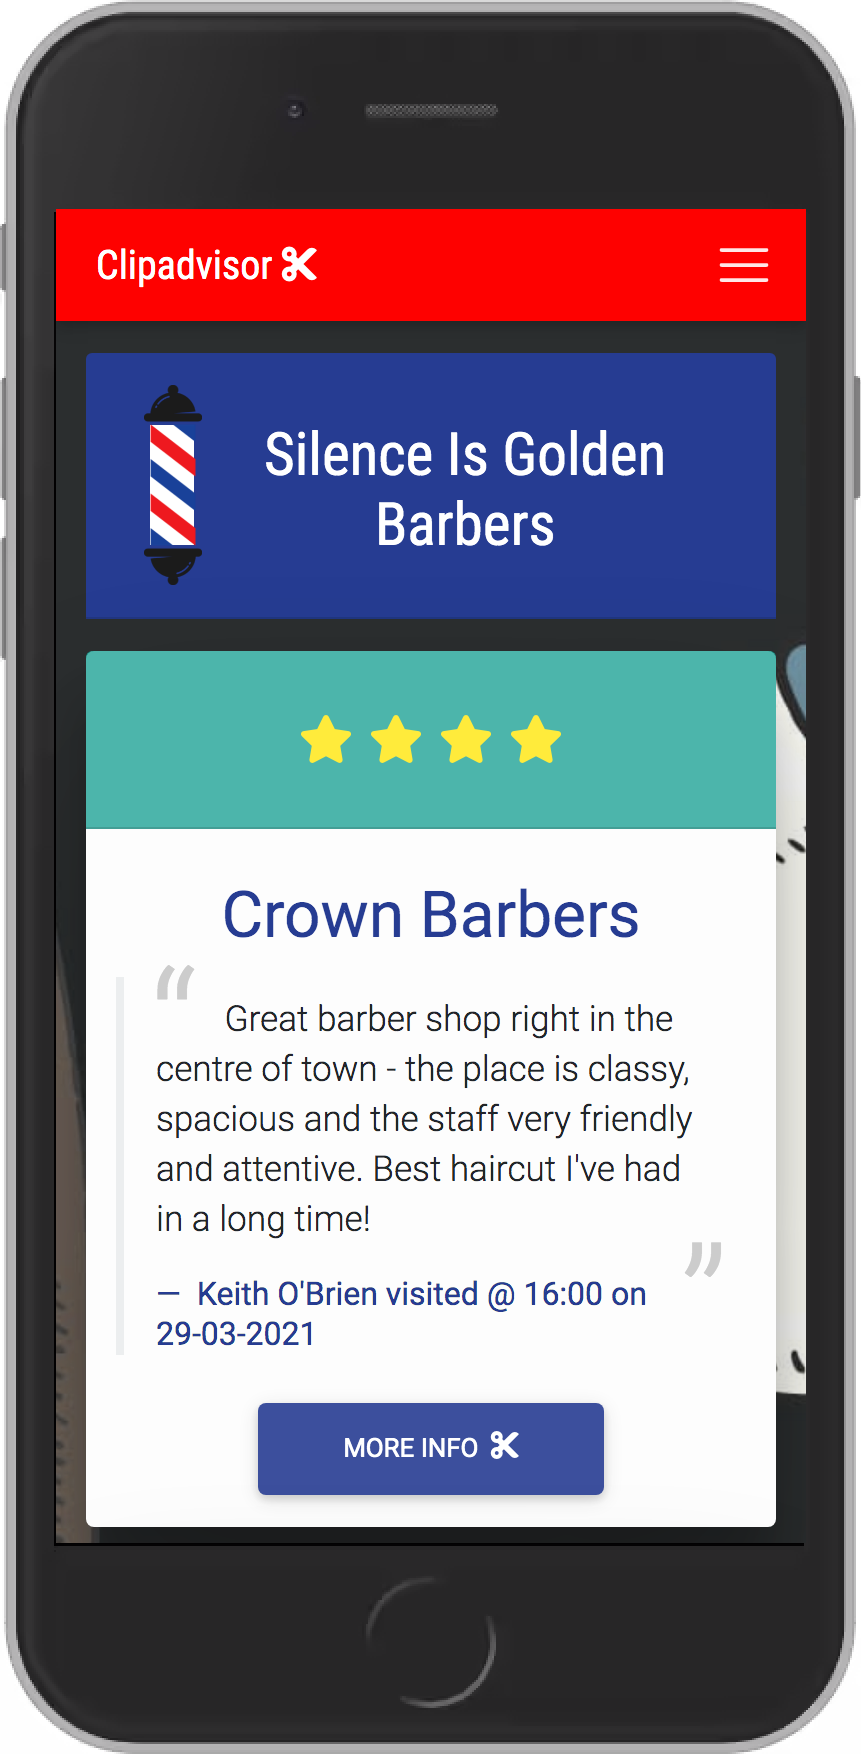 Clipadvisor
Silence Is Golden
Barbers
Crown Barbers
“ Great barber shop right in the
centre of town - the place is classy,
spacious and the staff very friendly
and attentive. Best haircut I've had
in a long time!
”
— Keith O'Brien visited @ 16:00 on
29-03-2021
MORE INFO